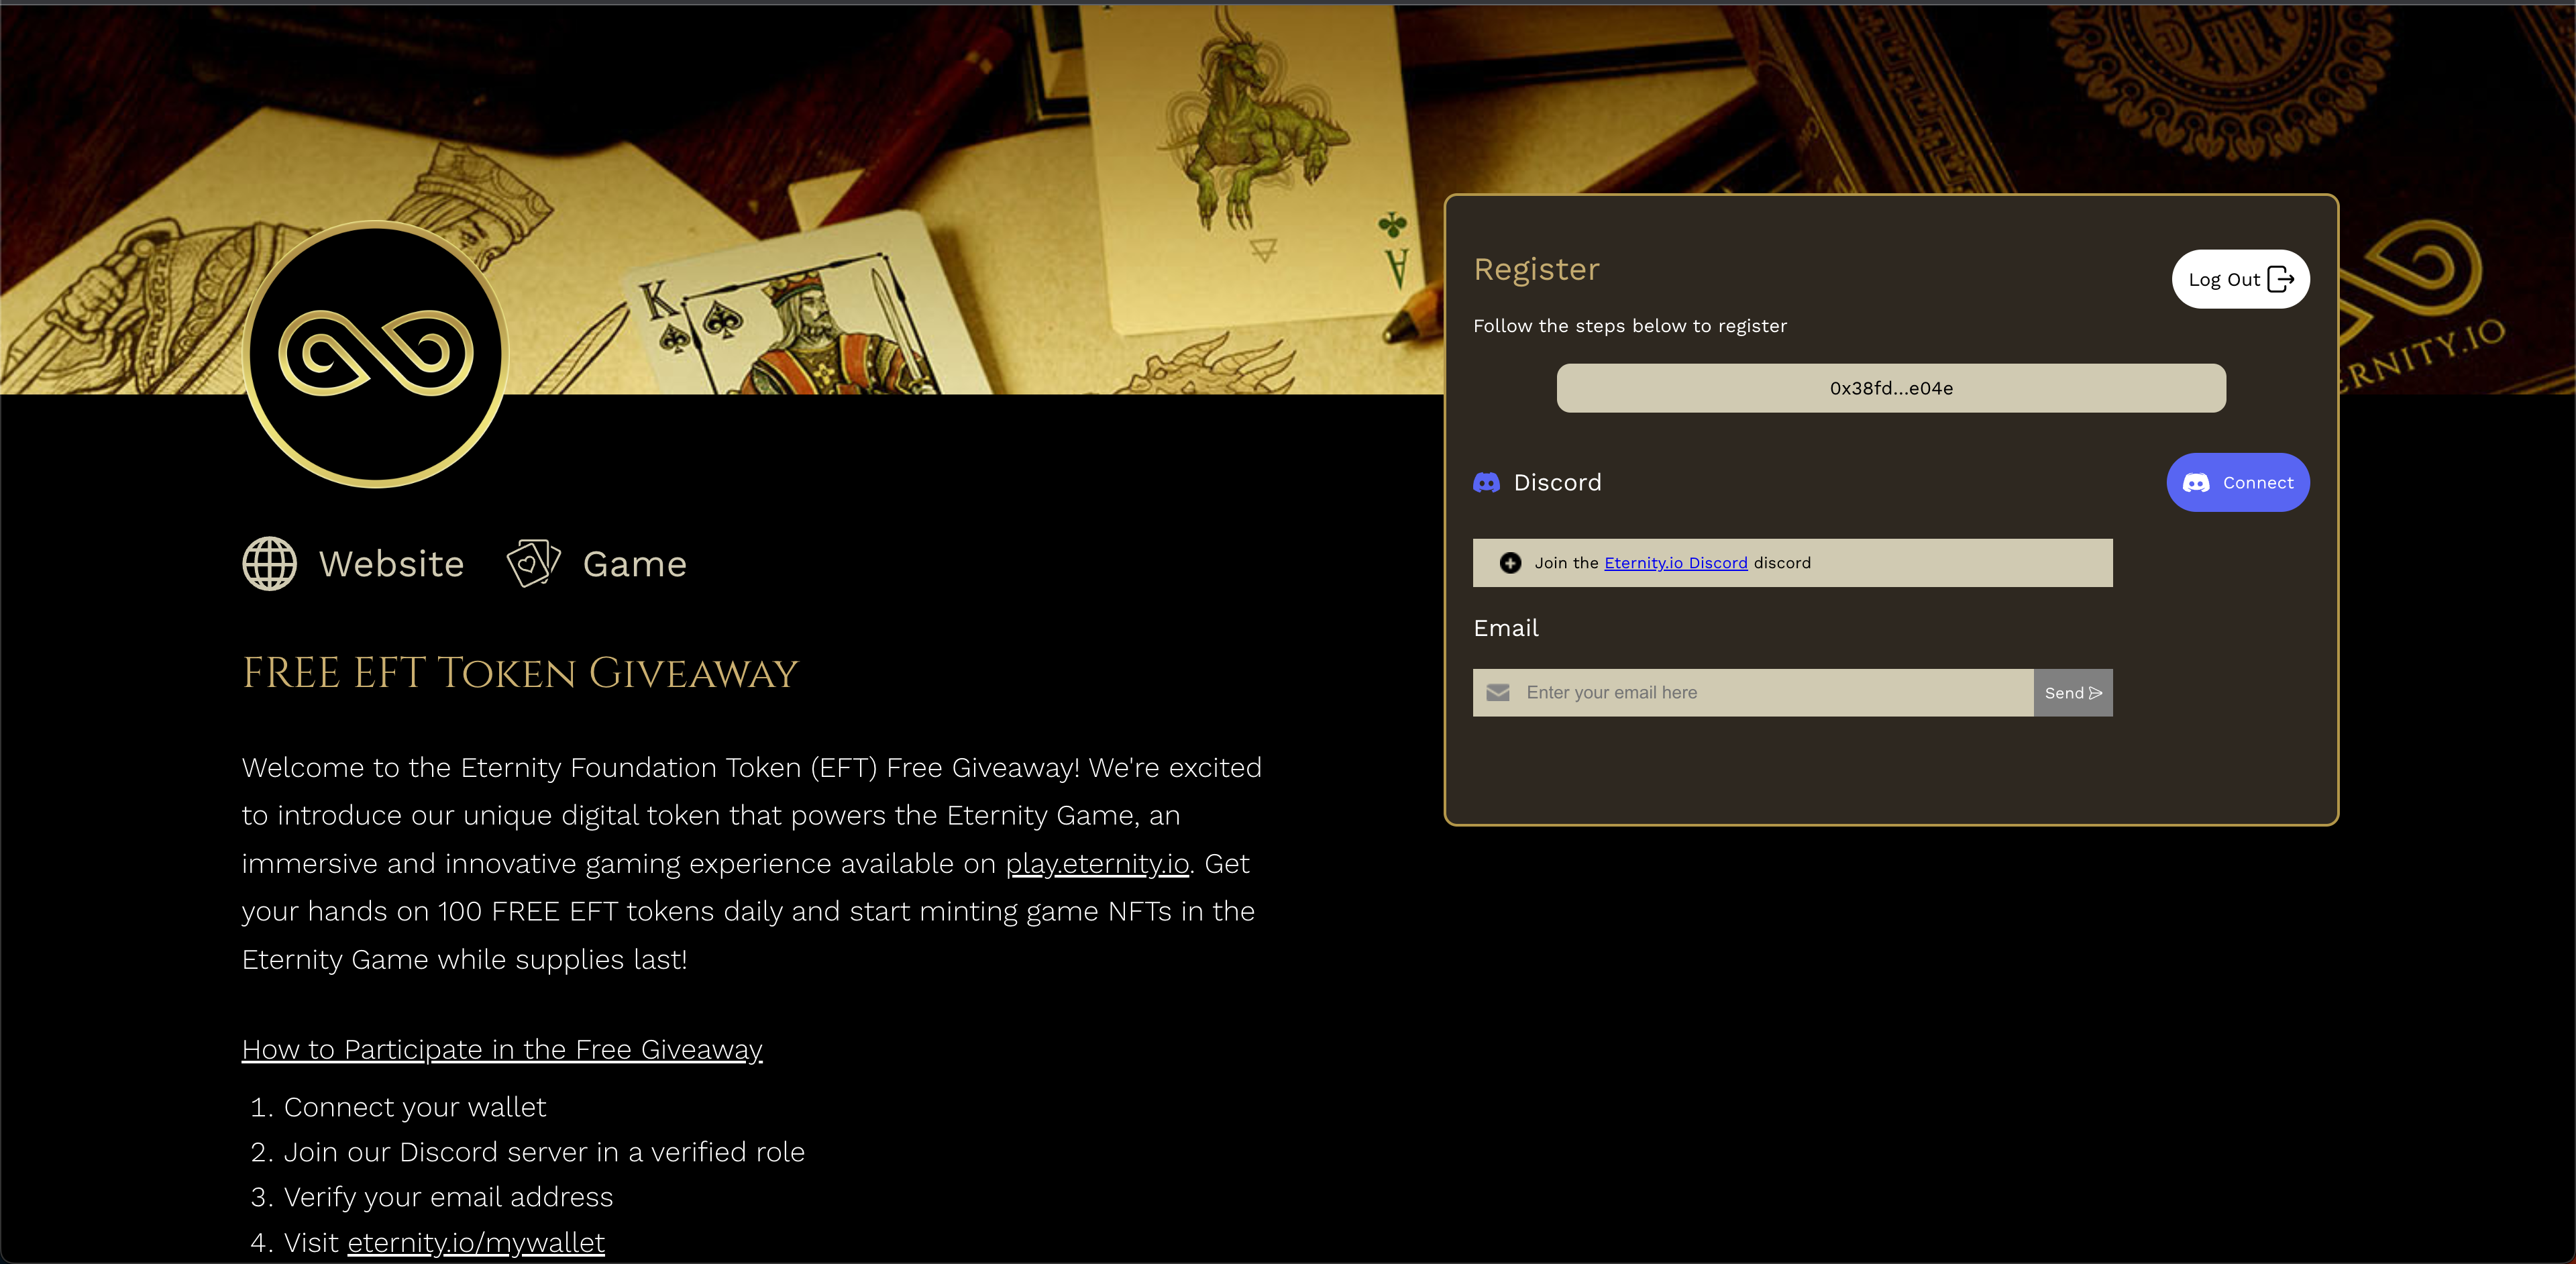 K
A
ERNITY.IO
Register
Log Out
Follow the steps below to register
0x38fd...e04e
Discord
Connect
Join the Eternity.io Discord discord
Email
Enter your email here
Send
Website
Game
FREE EFT TOKEN GIVEAWAY
Welcome to the Eternity Foundation Token (EFT) Free Giveaway! We're excited
to introduce our unique digital token that powers the Eternity Game, an
immersive and innovative gaming experience available on play.eternity.io. Get
your hands on 100 FREE EFT tokens daily and start minting game NFTs in the
Eternity Game while supplies last!
How to Participate in the Free Giveaway
1. Connect your wallet
2. Join our Discord server in a verified role
3. Verify your email address
4. Visit eternity.io/mywallet